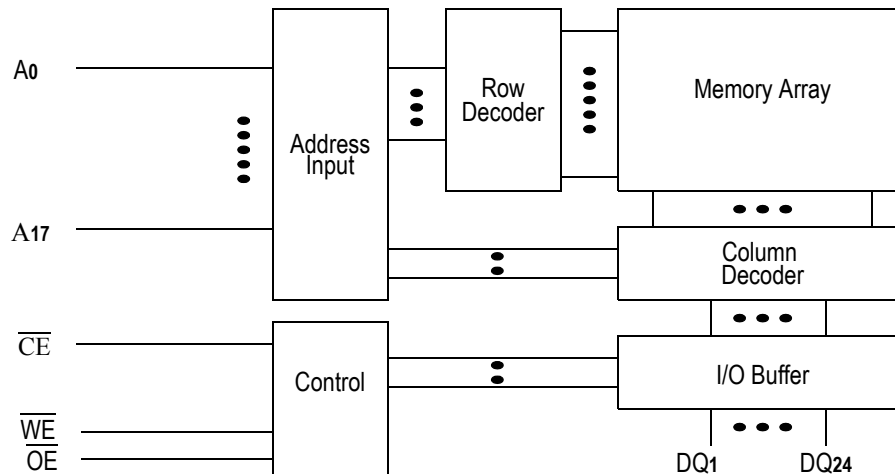 A0
A17
Address
Input
Row
Decoder
Memory Array
Column
Decoder
CE
WE
OE
Control
I/O Buffer
DQ1
DQ24